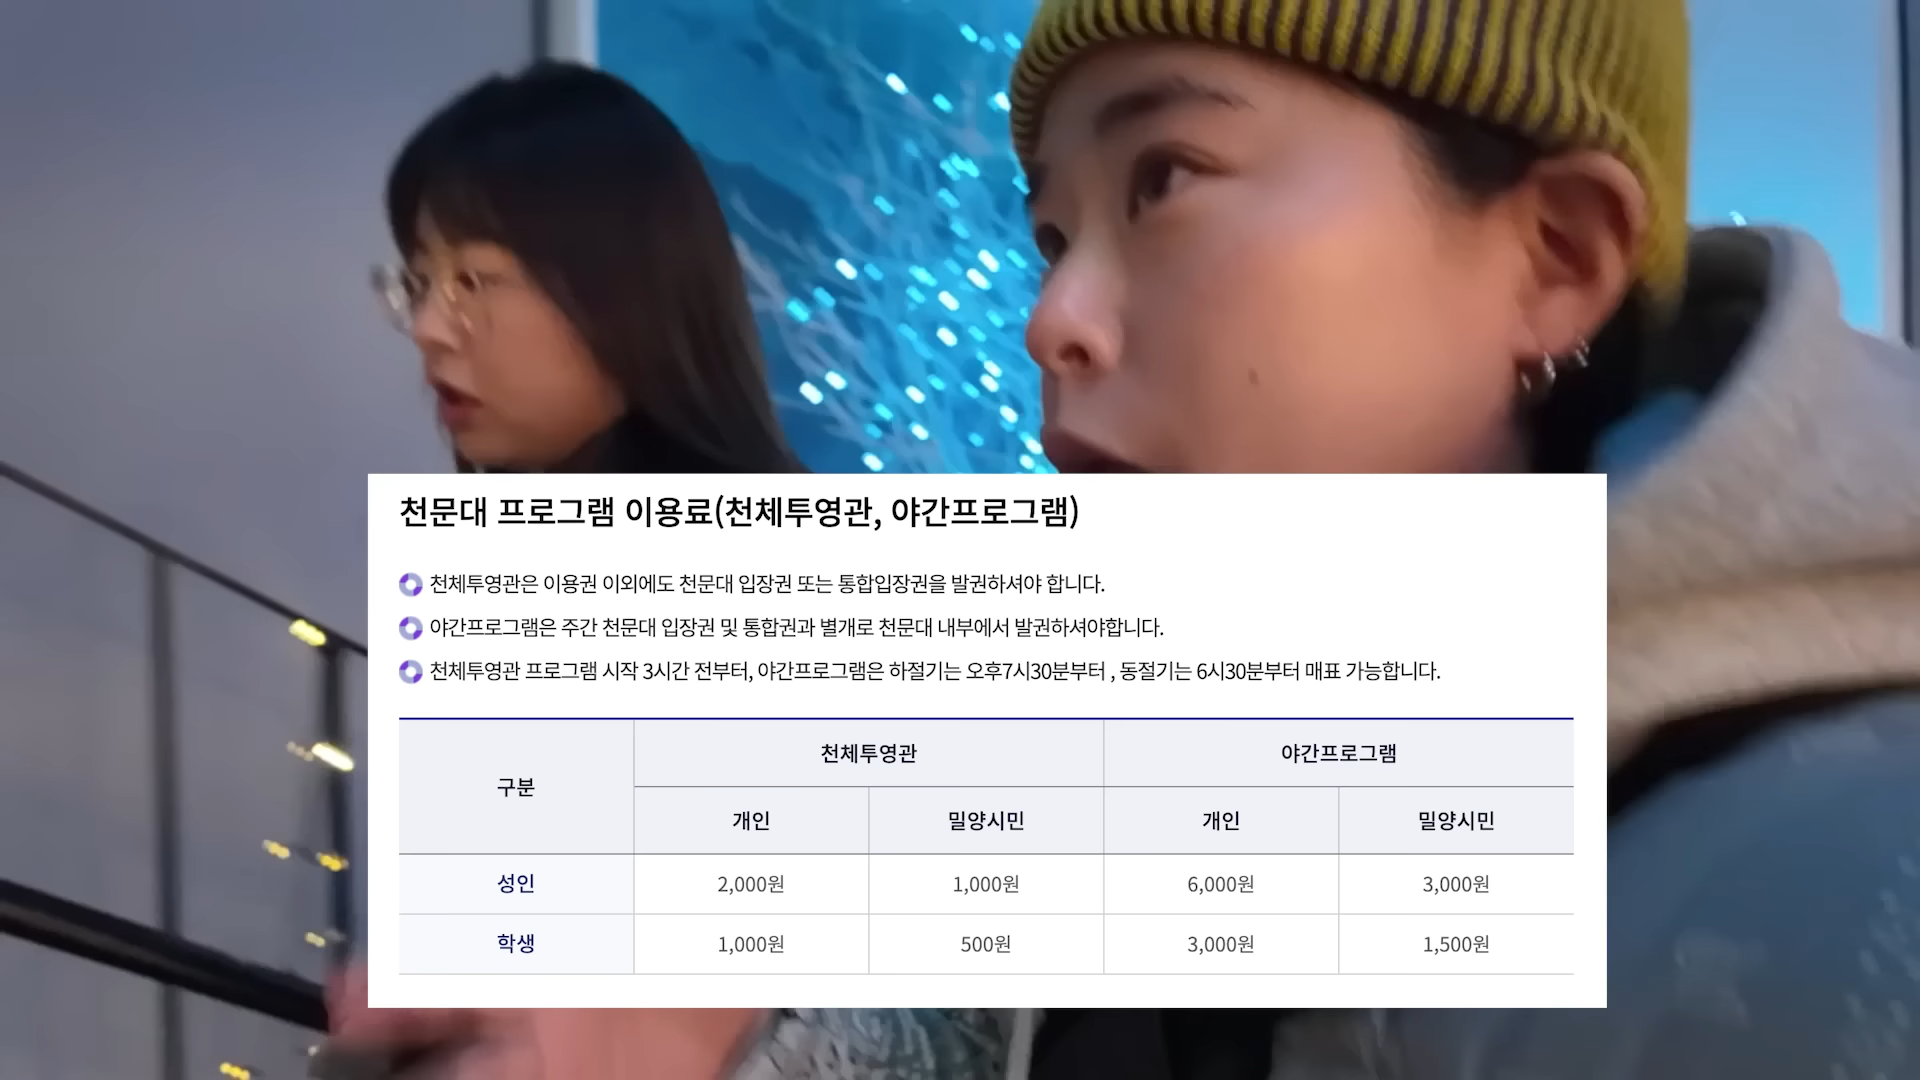 천문대 프로그램 이용료(천체투영관, 야간프로그램)
천체투영관은 이용권 이외에도 천문대 입장권 또는 통합입장권을 발권하셔야 합니다.
야간프로그램은 주간 천문대 입장권 및 통합권과 별개로 천문대 내부에서 발권하셔야합니다.
천체투영관 프로그램 시작 3시간 전부터, 야간프로그램은 하절기는 오후7시30분부터 , 동절기는 6시30분부터 매표 가능합니다.
구분 천체투영관 야간프로그램
개인 밀양시민 개인 밀양시민
성인 2,000원 1,000원 6,000원 3,000원
학생 1,000원 500원 3,000원 1,500원